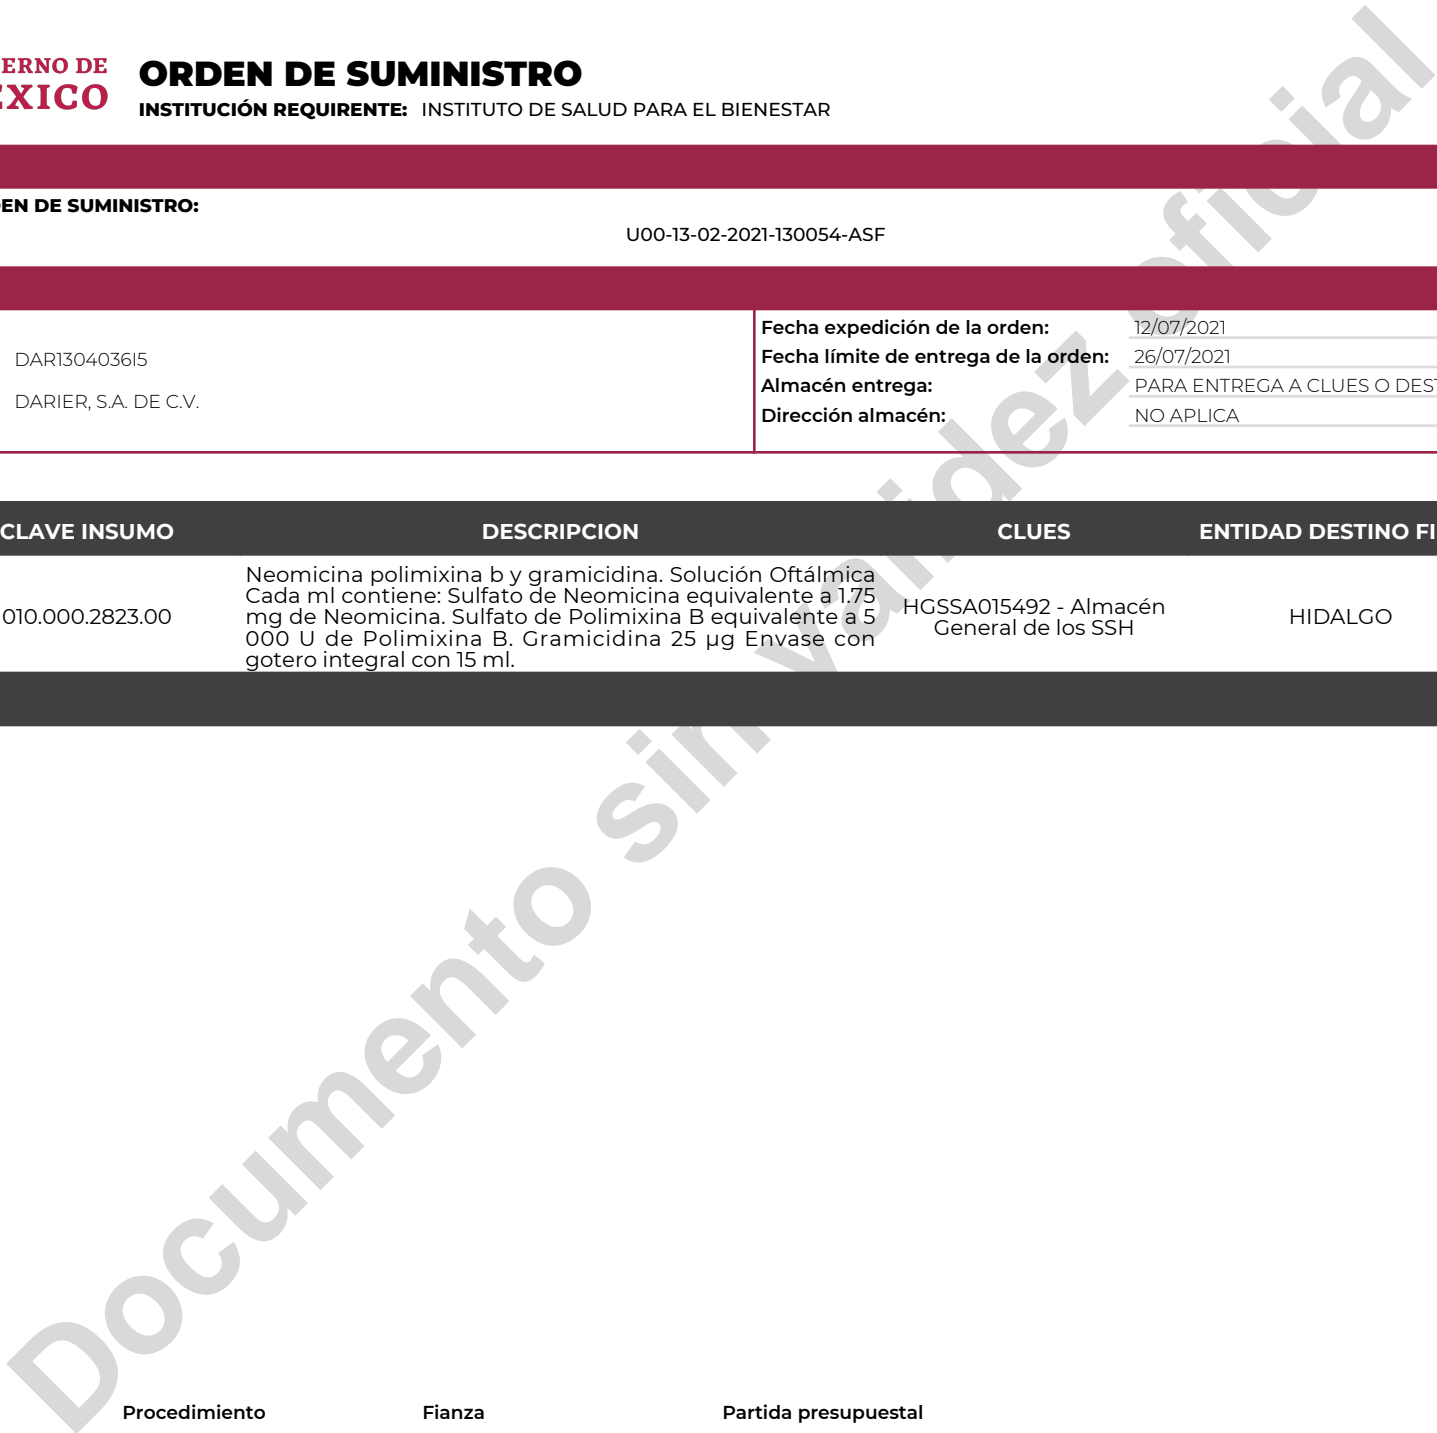 ERNO DE
EXICO
ORDEN DE SUMINISTRO
INSTITUCIÓN REQUIRENTE: INSTITUTO DE SALUD PARA EL BIENESTAR
EN DE SUMINISTRO:
U00-13-02-2021-130054-ASF
DAR1304036I5
DARIER, S.A. DE C.V.
Fecha expedición de la orden: 12/07/2021
Fecha límite de entrega de la orden: 26/07/2021
Almacén entrega: PARA ENTREGA A CLUES O DEST
Dirección almacén: NO APLICA
CLAVE INSUMO DESCRIPCION CLUES ENTIDAD DESTINO FI
010.000.2823.00
Neomicina polimixina b y gramicidina. Solución Oftálmica
Cada ml contiene: Sulfato de Neomicina equivalente a 1.75
mg de Neomicina. Sulfato de Polimixina B equivalente a 5
000 U de Polimixina B. Gramicidina 25 µg Envase con
gotero integral con 15 ml.
HGSSA015492 - Almacén
General de los SSH
HIDALGO
Procedimiento Fianza Partida presupuestal
Documento sin validez oficial